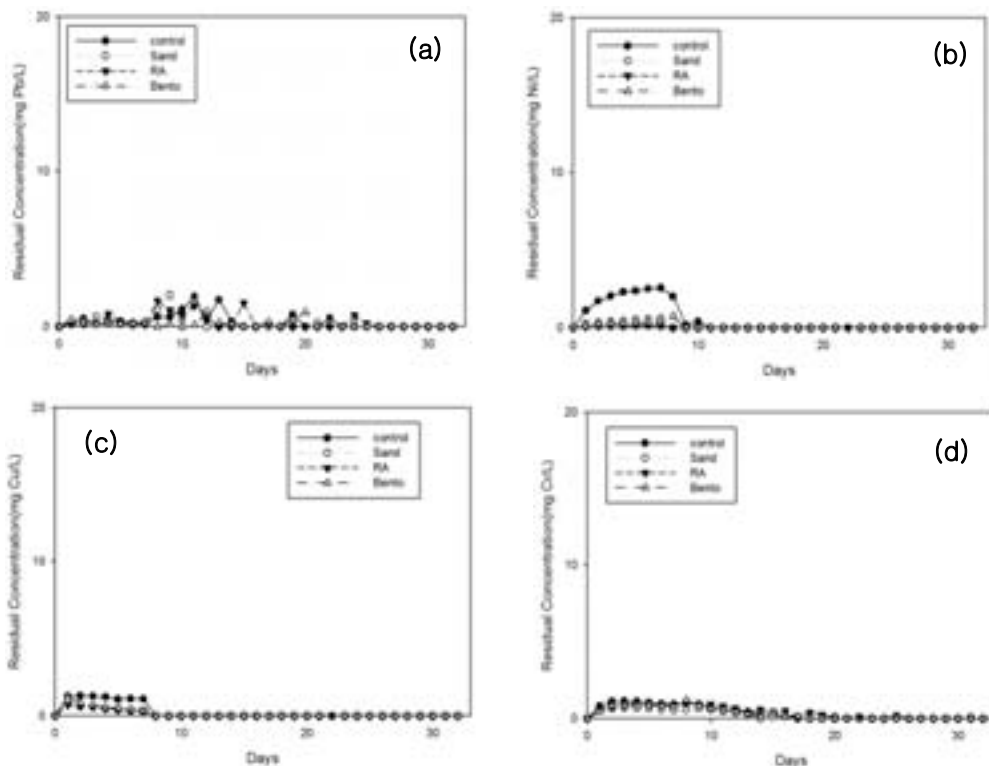 (a)
control
Sand
RA
Bento
20
10
0
Residual Concentration(mg Pb/L)
0
10
20
30
Days
(b)
control
Sand
RA
Bento
20
10
0
Residual Concentration(mg Ni/L)
0
10
20
30
Days
(c)
control
Sand
RA
Bento
20
10
0
Residual Concentration(mg Cu/L)
0
10
20
30
Days
(d)
control
Sand
RA
Bento
20
10
0
Residual Concentration(mg Cr/L)
0
10
20
30
Days